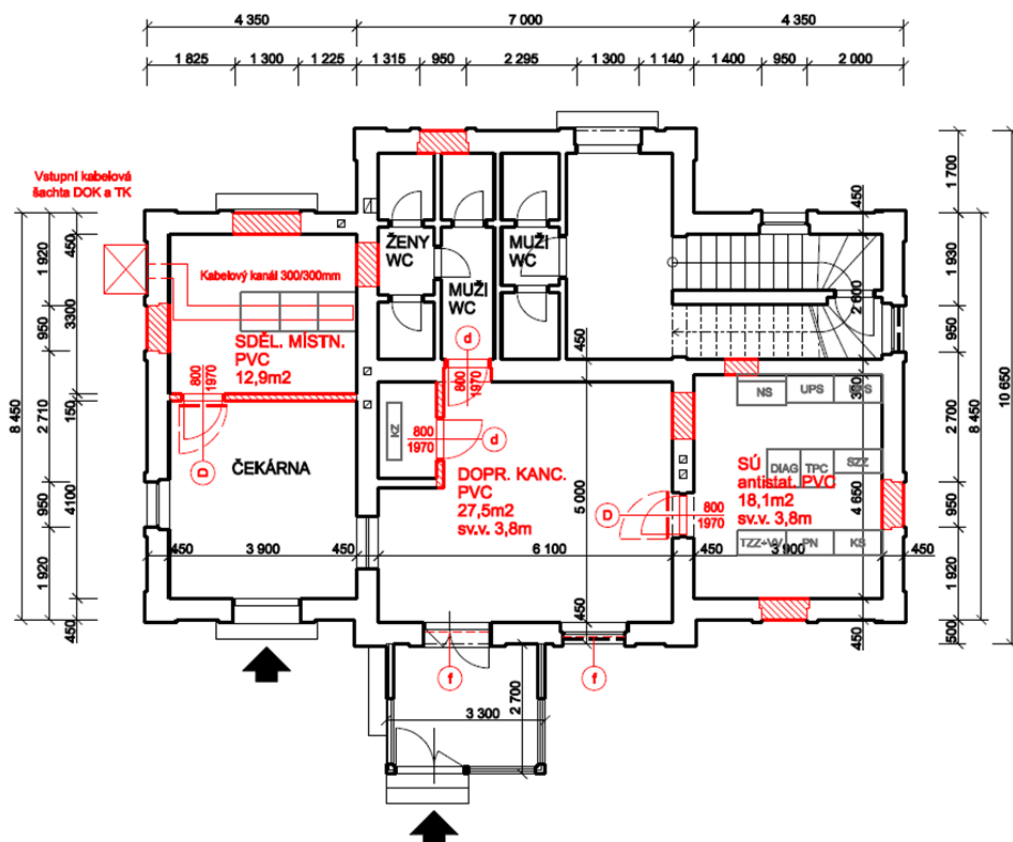 4 350
7 000
4 350
1 825
1 300
1 225
1 315
950
2 295
1 300
1 140
1 400
950
2 000
Vstupní kabelová
šachta DOK a TK
Kabelový kanál 300/300mm
SDĚL. MÍSTN.
PVC
12,9m2
ŽENY
WC
MUŽI
WC
MUŽI
WC
800
1970
D
ČEKÁRNA
800
1970
d
KZ
800
1970
d
DOPR. KANC.
PVC
27,5m2
sv.v. 3,8m
D
800
1970
SÚ
antistat. PVC
18,1m2
sv.v. 3,8m
NS
UPS
DIAG
TPC
SZZ
PN
KS
8 450
1 920
950
2 710
950
1 920
450
3300
150
4100
450
450
3 900
450
6 100
450
3 900
450
5 000
450
450
450
450
2 600
4 650
450
1 700
1 930
950
2 700
950
1 920
500
8 450
10 650
f
f
3 300
2 700